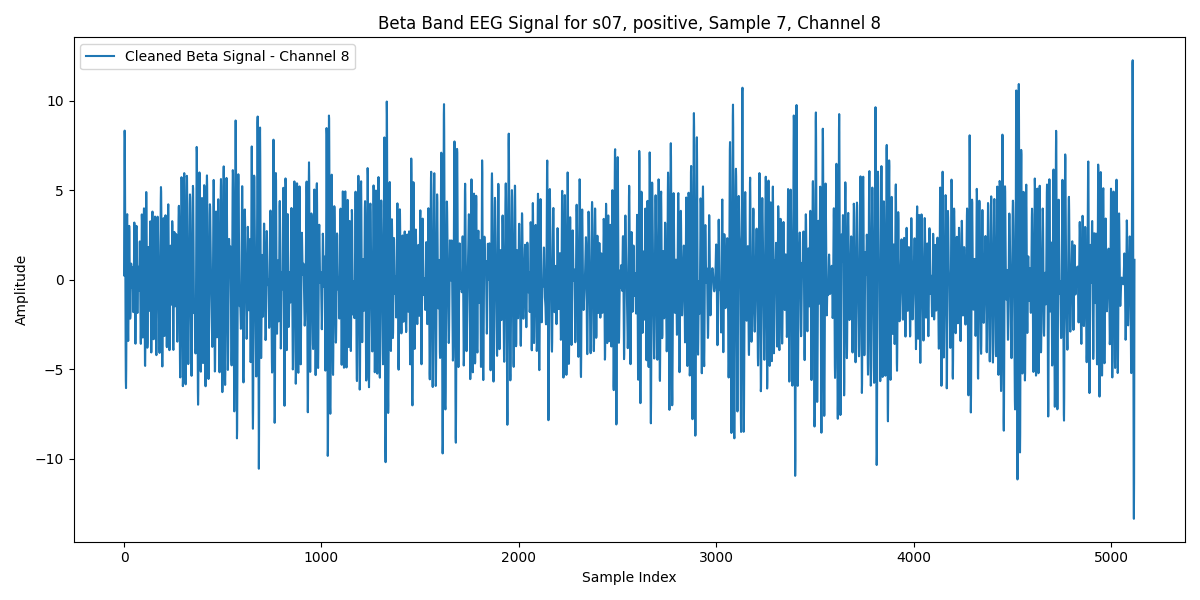 Beta Band EEG Signal for s07, positive, Sample 7, Channel 8
Cleaned Beta Signal - Channel 8
Amplitude
10
5
0
−5
−10
0 1000 2000 3000 4000 5000
Sample Index